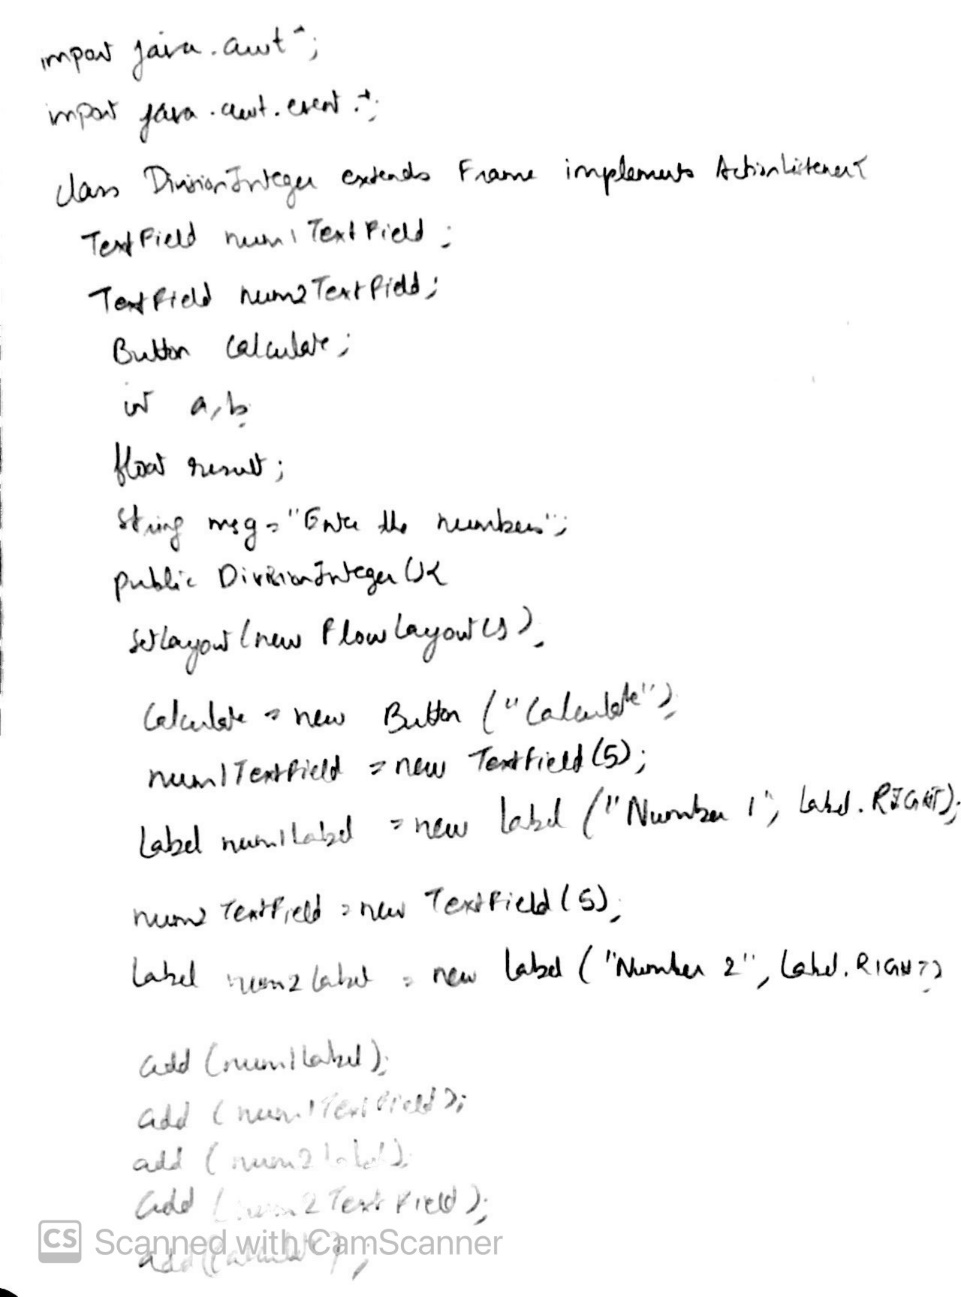 import java.awt*;
import java.awt.event.*;
class DivisionInteger extends Frame implements ActionListener{
TextField num1TextField;
TextField num2TextField;
Button Calculate;
int a,b;
float result;
String msg="Enter the numbers";
public DivisionInteger(){
setLayout(new FlowLayout());
Calculate = new Button ("Calculate");
num1TextField = new TextField(5);
Label num1Label = new Label ("Number 1", Label.RIGHT);
num2TextField = new TextField(5);
Label num2Label = new Label ("Number 2", Label.RIGHT);
add (num1Label);
add (num1TextField);
add (num2Label);
add (num2TextField);
add (Calculate);
CS Scanned with CamScanner